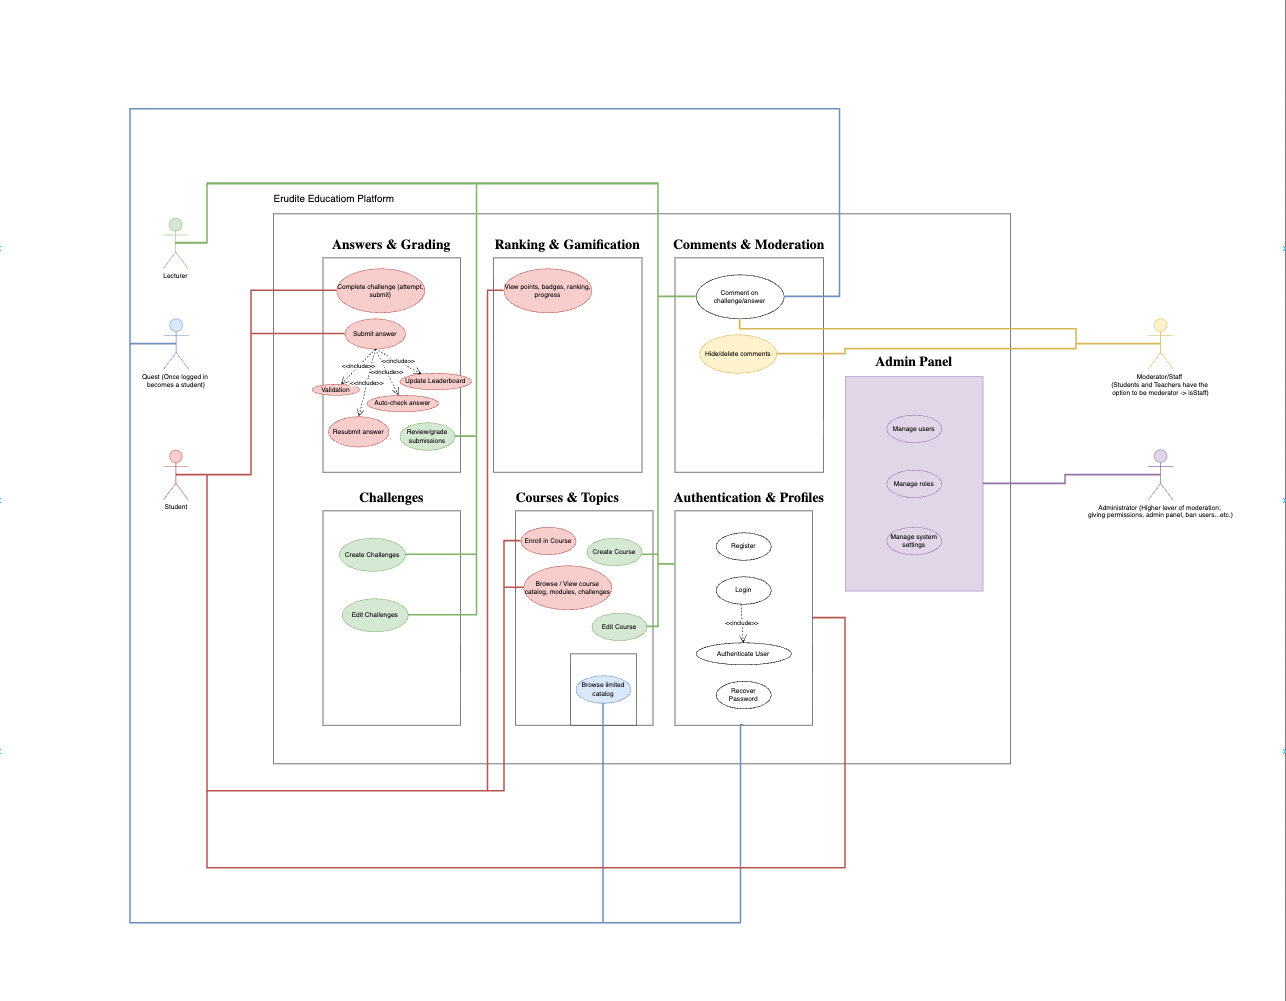 Erudite Educatiom Platform
Answers & Grading
Ranking & Gamification
Comments & Moderation
Lecturer
Complete challenge (attempt,
submit)
View points, badges, ranking,
progress
Comment on
challenge/answer
Submit answer
Hide/delete comments
<<include>>
<<include>>
<<include>>
<<include>>
Validation
Update Leaderboard
Auto-check answer
Resubmit answer
Review/grade
submissions
Quest (Once logged in
becomes a student)
Admin Panel
Moderator/Staff
(Students and Teachers have the
option to be moderator -> isStaff)
Manage users
Manage roles
Manage system
settings
Student
Administrator (Higher lever of moderation:
giving permissions, admin panel, ban users...etc.)
Challenges
Courses & Topics
Authentication & Profiles
Create Challenges
Edit Challenges
Enroll in Course
Create Course
Browse / View course
catalog, modules, challenges
Edit Course
Browse limited
catalog
Register
Login
<<include>>
Authenticate User
Recover
Password